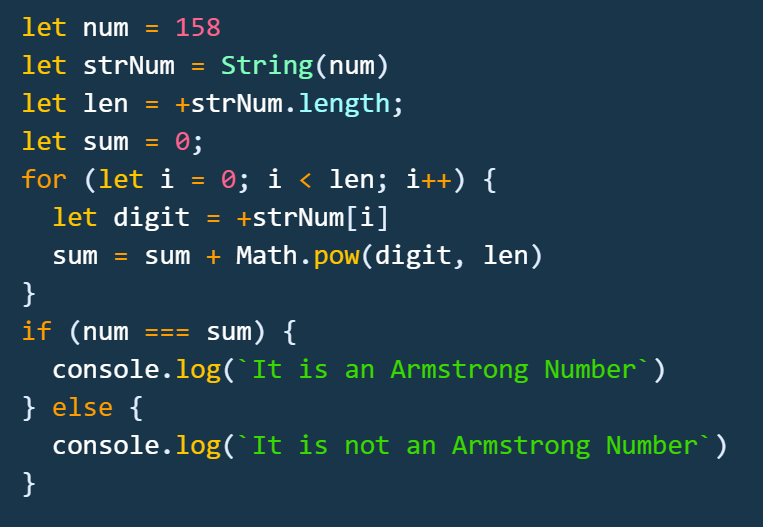 let num = 158
let strNum = String(num)
let len = +strNum.length;
let sum = 0;
for (let i = 0; i < len; i++) {
  let digit = +strNum[i]
  sum = sum + Math.pow(digit, len)
}
if (num === sum) {
  console.log(`It is an Armstrong Number`)
} else {
  console.log(`It is not an Armstrong Number`)
}